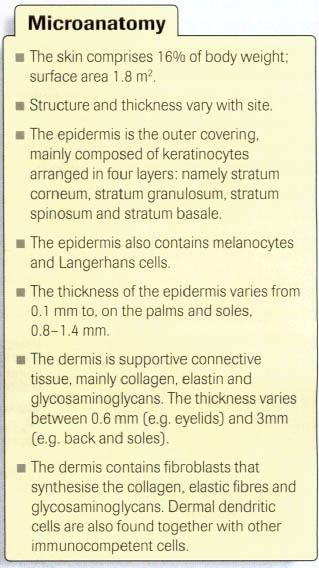 Microanatomy
■ The skin comprises 16% of body weight;
surface area 1.8 m².
■ Structure and thickness vary with site.
■ The epidermis is the outer covering,
mainly composed of keratinocytes
arranged in four layers: namely stratum
corneum, stratum granulosum, stratum
spinosum and stratum basale.
■ The epidermis also contains melanocytes
and Langerhans cells.
■ The thickness of the epidermis varies from
0.1 mm to, on the palms and soles,
0.8–1.4 mm.
■ The dermis is supportive connective
tissue, mainly collagen, elastin and
glycosaminoglycans. The thickness varies
between 0.6 mm (e.g. eyelids) and 3mm
(e.g. back and soles).
■ The dermis contains fibroblasts that
synthesise the collagen, elastic fibres and
glycosaminoglycans. Dermal dendritic
cells are also found together with other
immunocompetent cells.